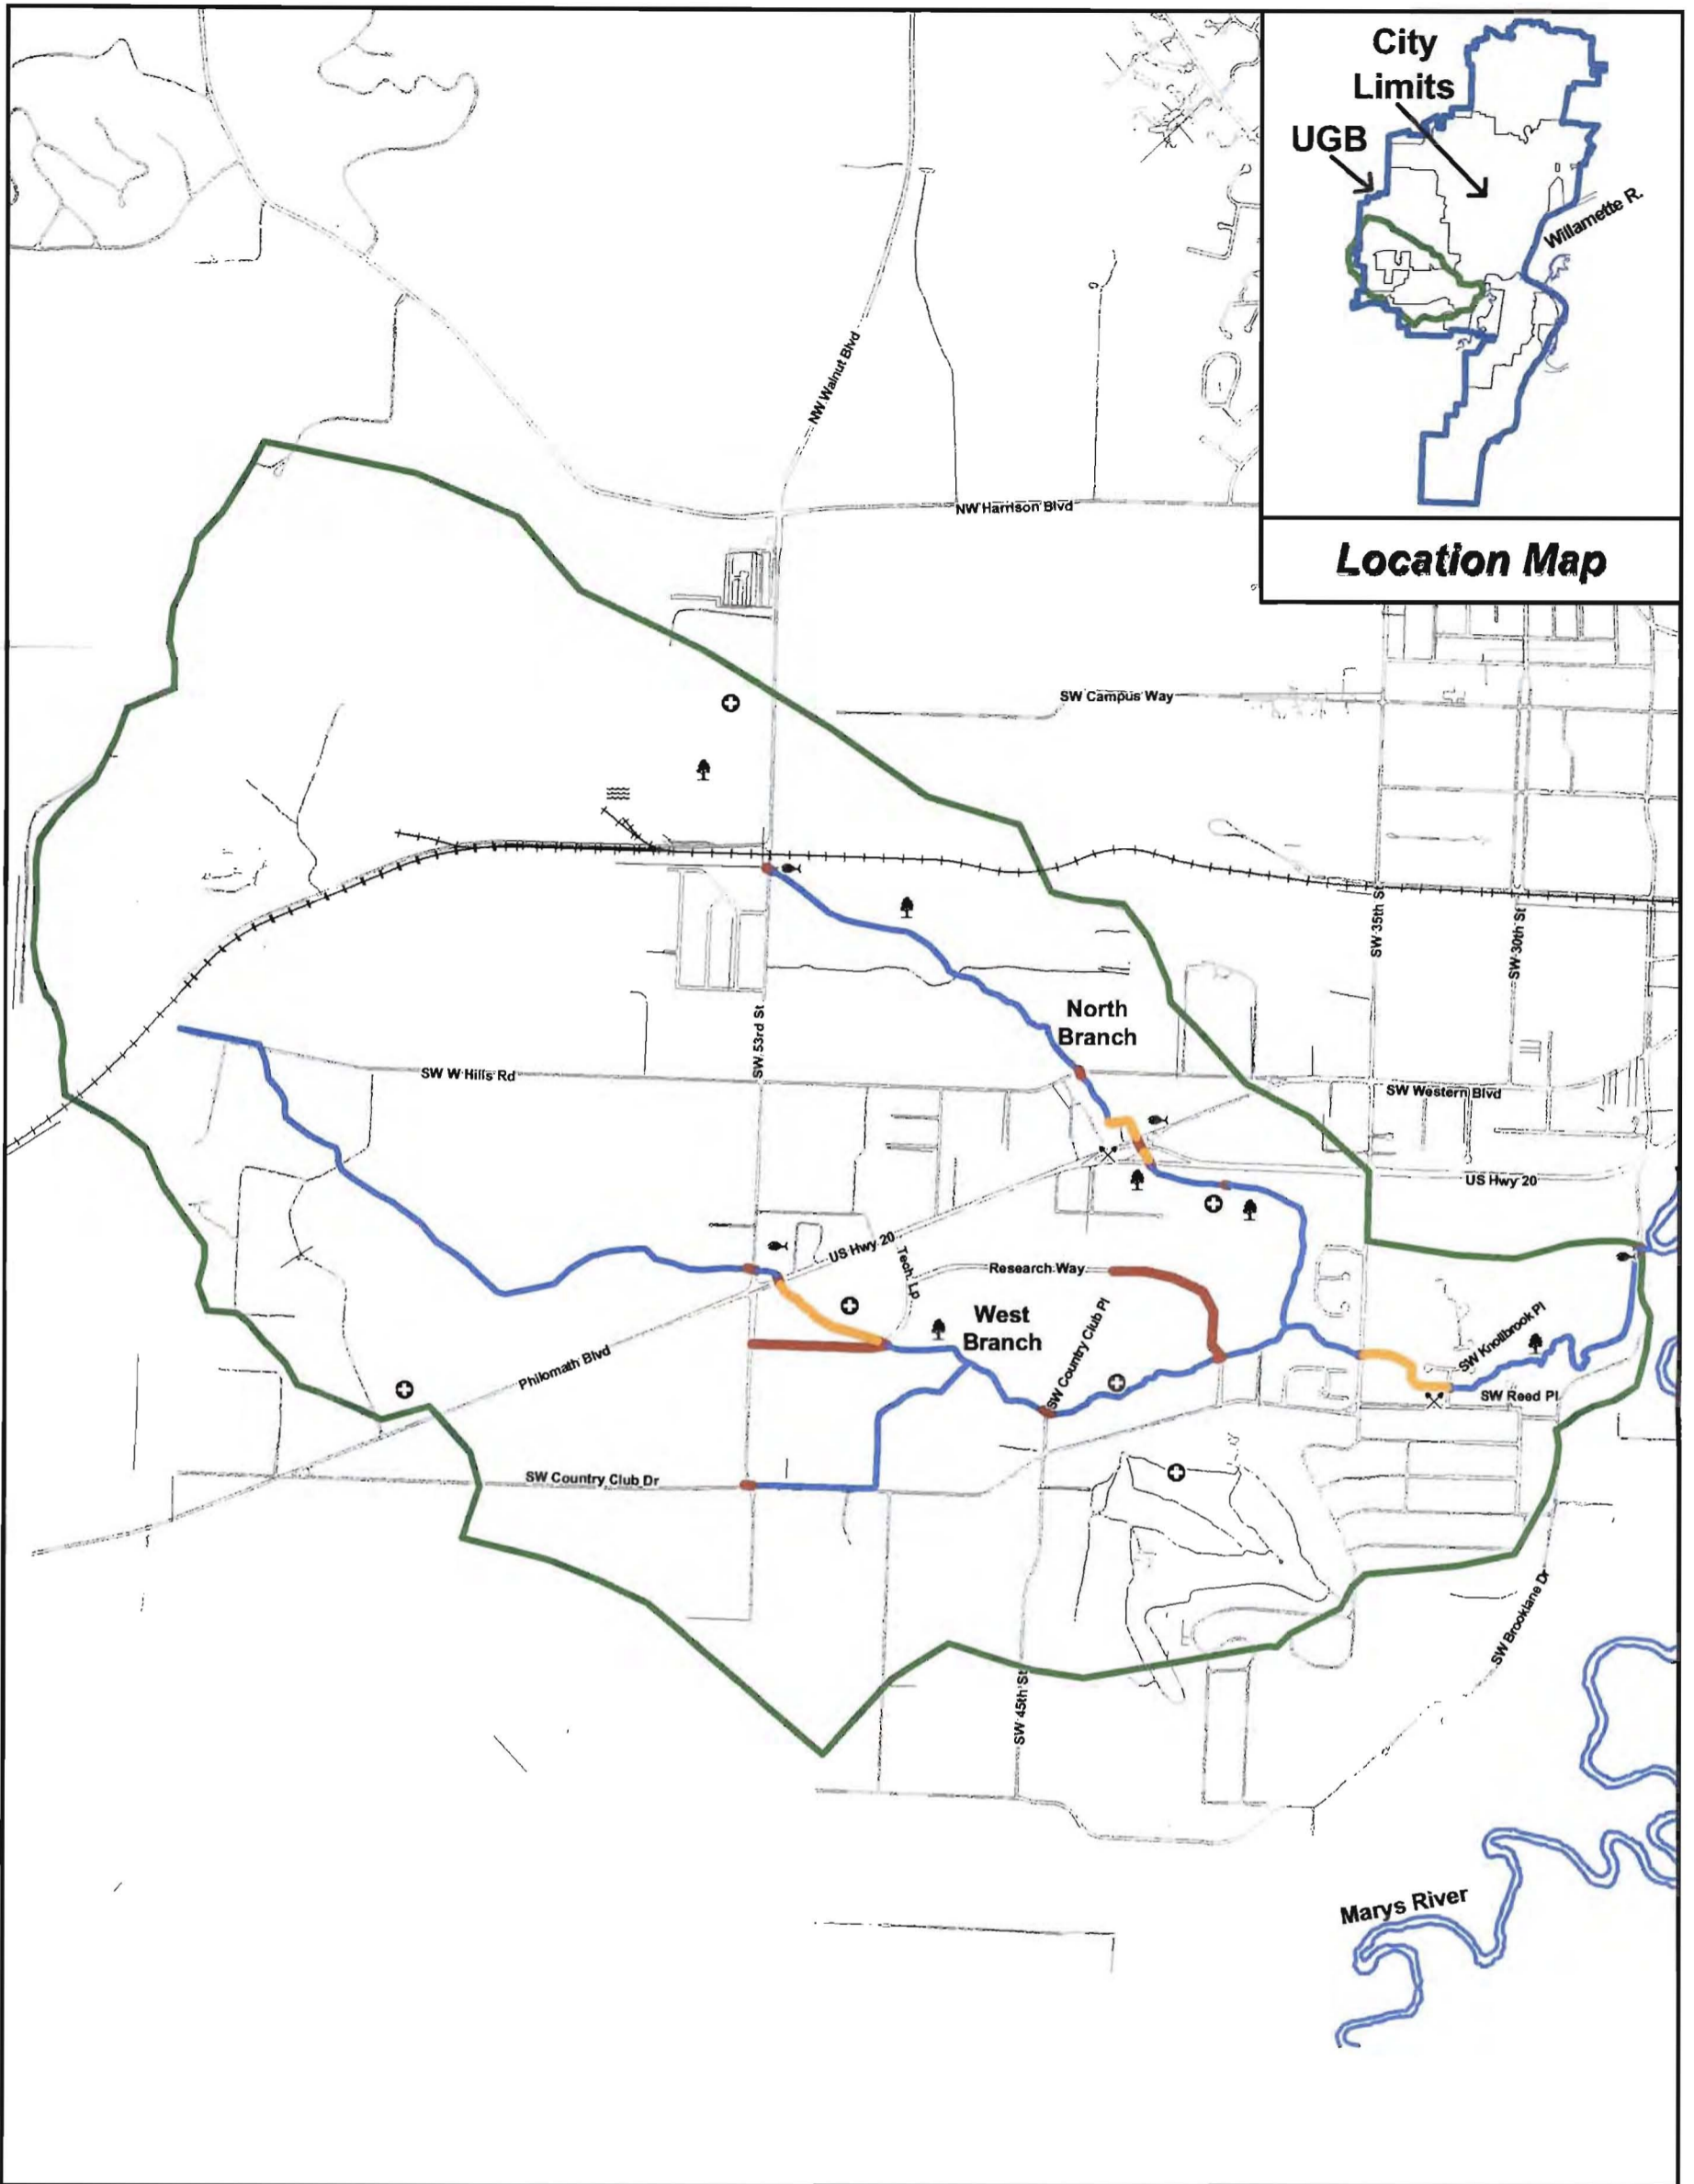 City
Limits
UGB
Willamette R.
Location Map
NW Walnut Blvd
NW Harrison Blvd
SW Campus Way
SW 35th St
SW 30th St
North
Branch
SW 53rd St
SW W Hills Rd
SW Western Blvd
US Hwy 20
US Hwy 20
Tech. Lp
Research Way
West
Branch
SW Country Club Pl
SW Knollbrook Pl
SW Reed Pl
Philomath Blvd
SW Country Club Dr
SW Brooklane Dr
SW 45th St
Marys River